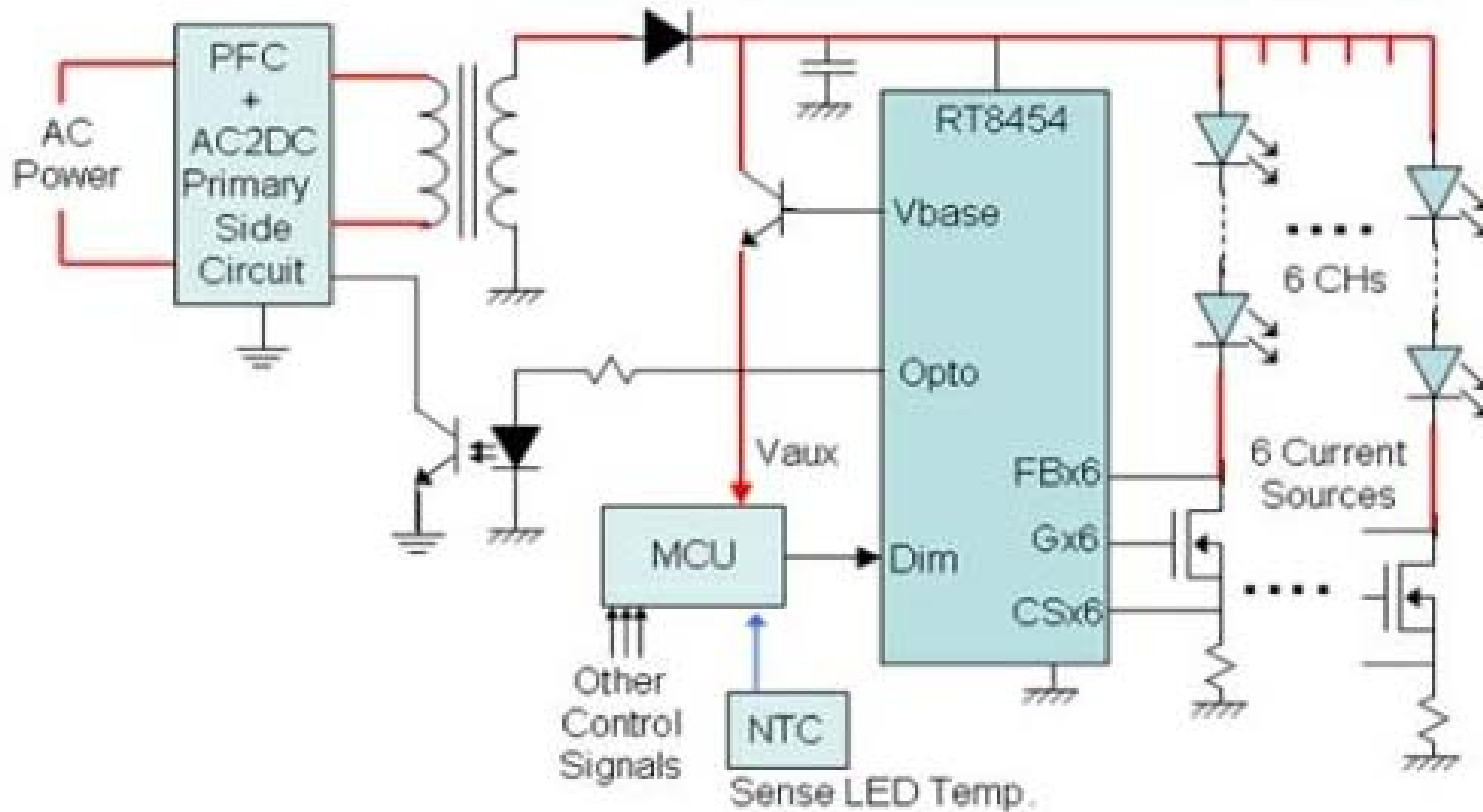 PFC
+
AC2DC
Primary
Side
Circuit
AC
Power
RT8454
Vbase
Opto
Dim
FBx6
Gx6
CSx6
6 CHs
6 Current
Sources
Vaux
MCU
Other
Control
Signals
NTC
Sense LED Temp.